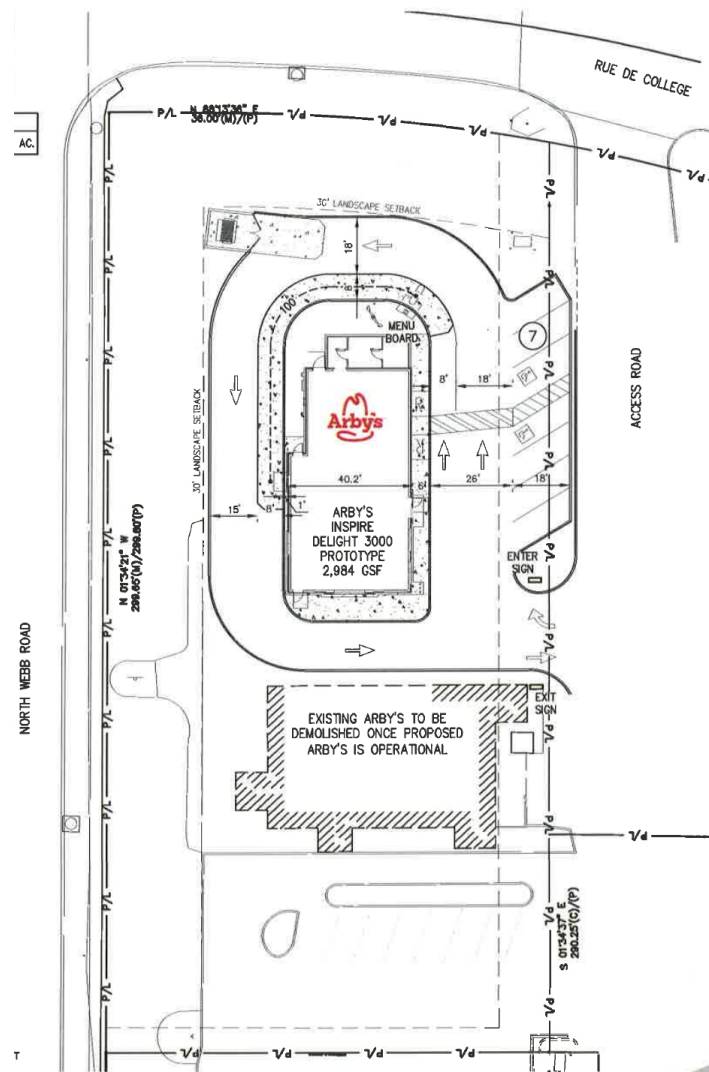 RUE DE COLLEGE
AC.
P/L
N 88°13'36" E
36.00'(M)/(P)
P/L
P/L
P/L
P/L
P/L
P/L
30' LANDSCAPE SETBACK
18'
8'
100'
MENU
BOARD
7
8'
18'
Arby's
ACCESS ROAD
30' LANDSCAPE SETBACK
40.2'
6'
26'
18'
15'
8'
1'
ARBY'S
INSPIRE
DELIGHT 3000
PROTOTYPE
2,984 GSF
ENTER
SIGN
N 01°34'21" W
299.65'(M)/299.80'(P)
NORTH WEBB ROAD
EXIT
SIGN
EXISTING ARBY'S TO BE
DEMOLISHED ONCE PROPOSED
ARBY'S IS OPERATIONAL
P/L
P/L
S 01°34'37" E
290.25'(C)/(P)
P/L
T
P/L
P/L
P/L
P/L